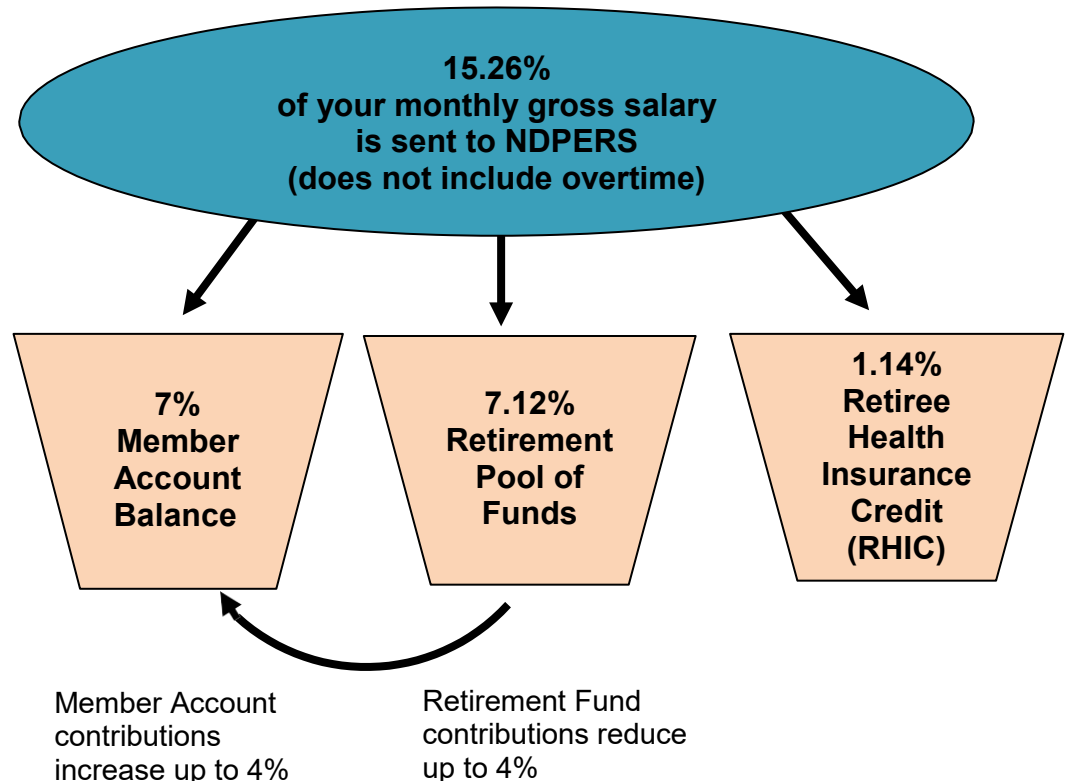 15.26%
of your monthly gross salary
is sent to NDPERS
(does not include overtime)
7%
Member
Account
Balance
7.12%
Retirement
Pool of
Funds
1.14%
Retiree
Health
Insurance
Credit
(RHIC)
Member Account
contributions
increase up to 4%
Retirement Fund
contributions reduce
up to 4%